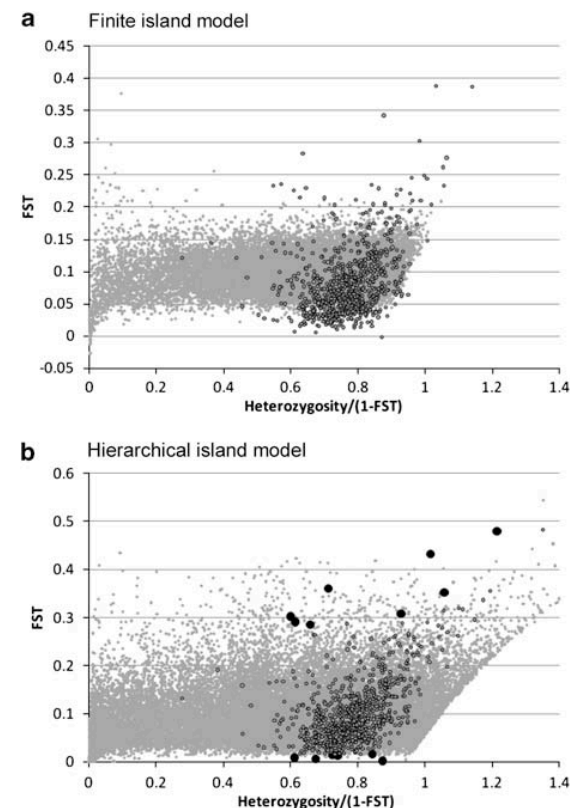 a Finite island model
0.45
0.4
0.35
0.3
0.25
0.2
0.15
0.1
0.05
0
-0.05
FST
0 0.2 0.4 0.6 0.8 1 1.2 1.4
Heterozygosity/(1-FST)
b Hierarchical island model
0.6
0.5
0.4
0.3
0.2
0.1
0
FST
0 0.2 0.4 0.6 0.8 1 1.2 1.4
Heterozygosity/(1-FST)